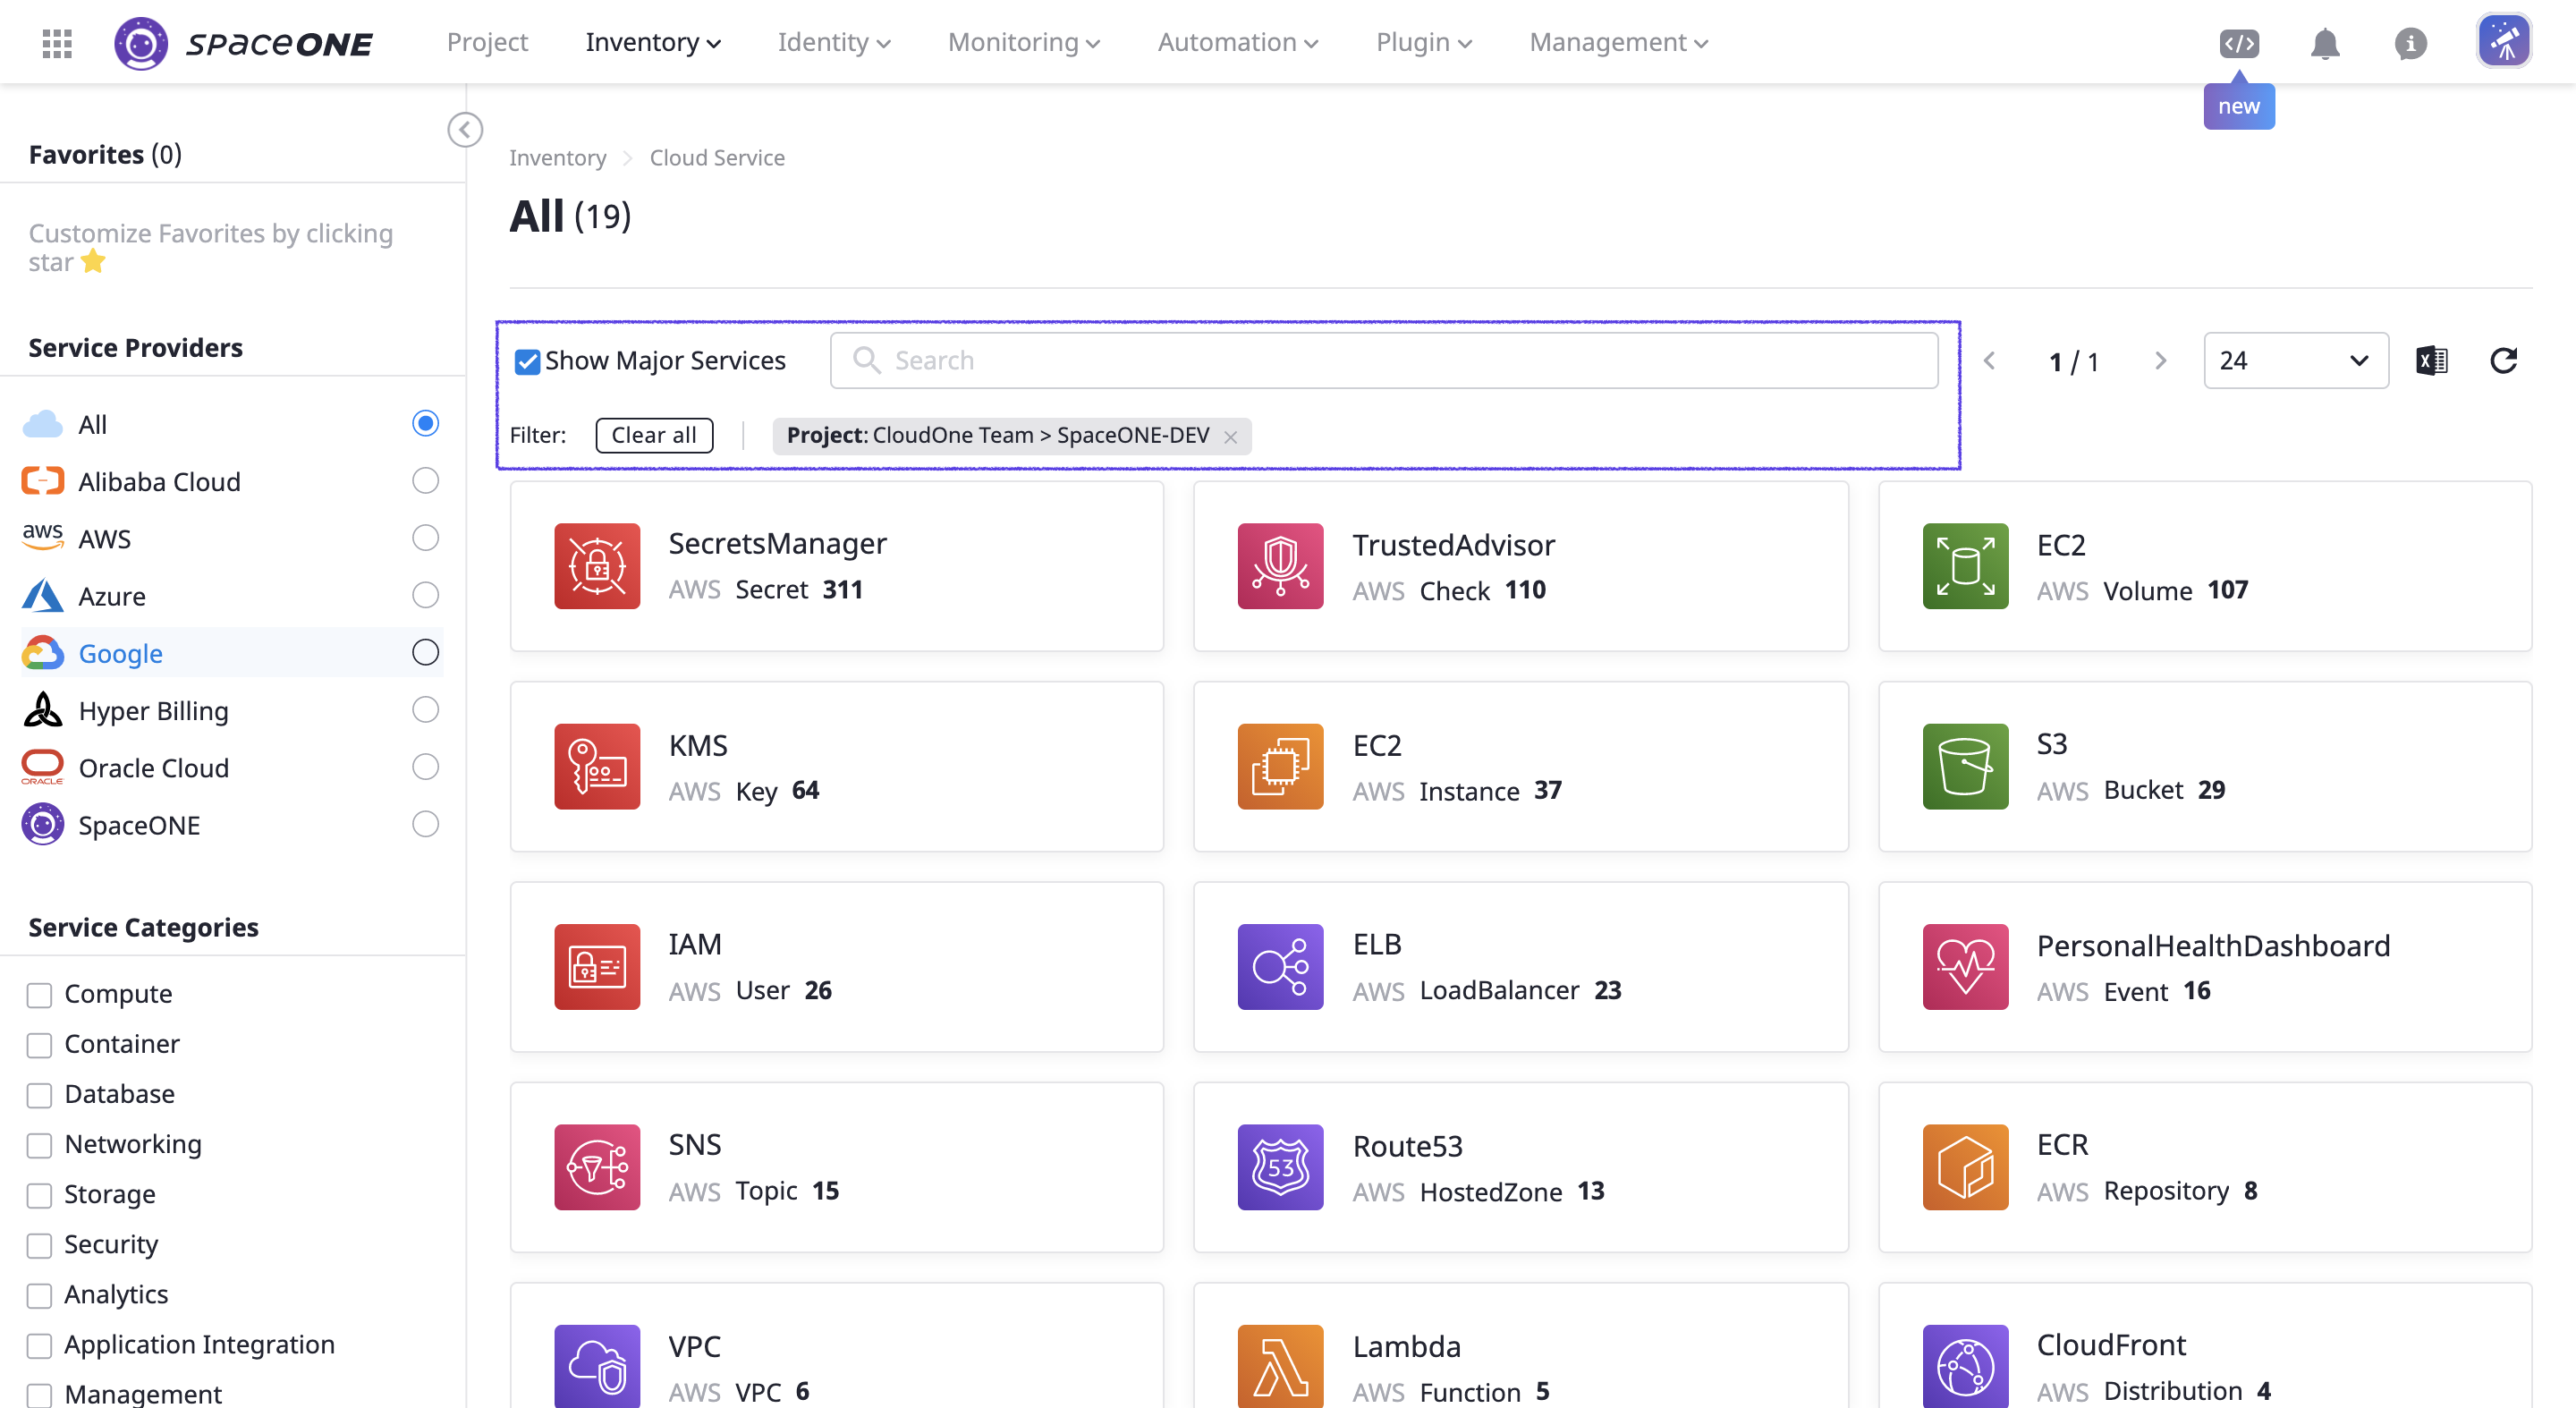 spaceONE Project Inventory Identity Monitoring Automation Plugin Management
new
Favorites (0)
Customize Favorites by clicking
star
Service Providers
All
Alibaba Cloud
aws AWS
Azure
Google
Hyper Billing
ORACLE Oracle Cloud
SpaceONE
Service Categories
Compute
Container
Database
Networking
Storage
Security
Analytics
Application Integration
Management
Inventory Cloud Service
All (19)
Show Major Services Search 1 / 1 24
Filter: Clear all Project: CloudOne Team > SpaceONE-DEV
SecretsManager
AWS Secret 311
TrustedAdvisor
AWS Check 110
EC2
AWS Volume 107
KMS
AWS Key 64
EC2
AWS Instance 37
S3
AWS Bucket 29
IAM
AWS User 26
ELB
AWS LoadBalancer 23
PersonalHealthDashboard
AWS Event 16
SNS
AWS Topic 15
53
Route53
AWS HostedZone 13
ECR
AWS Repository 8
VPC
AWS VPC 6
Lambda
AWS Function 5
CloudFront
AWS Distribution 4